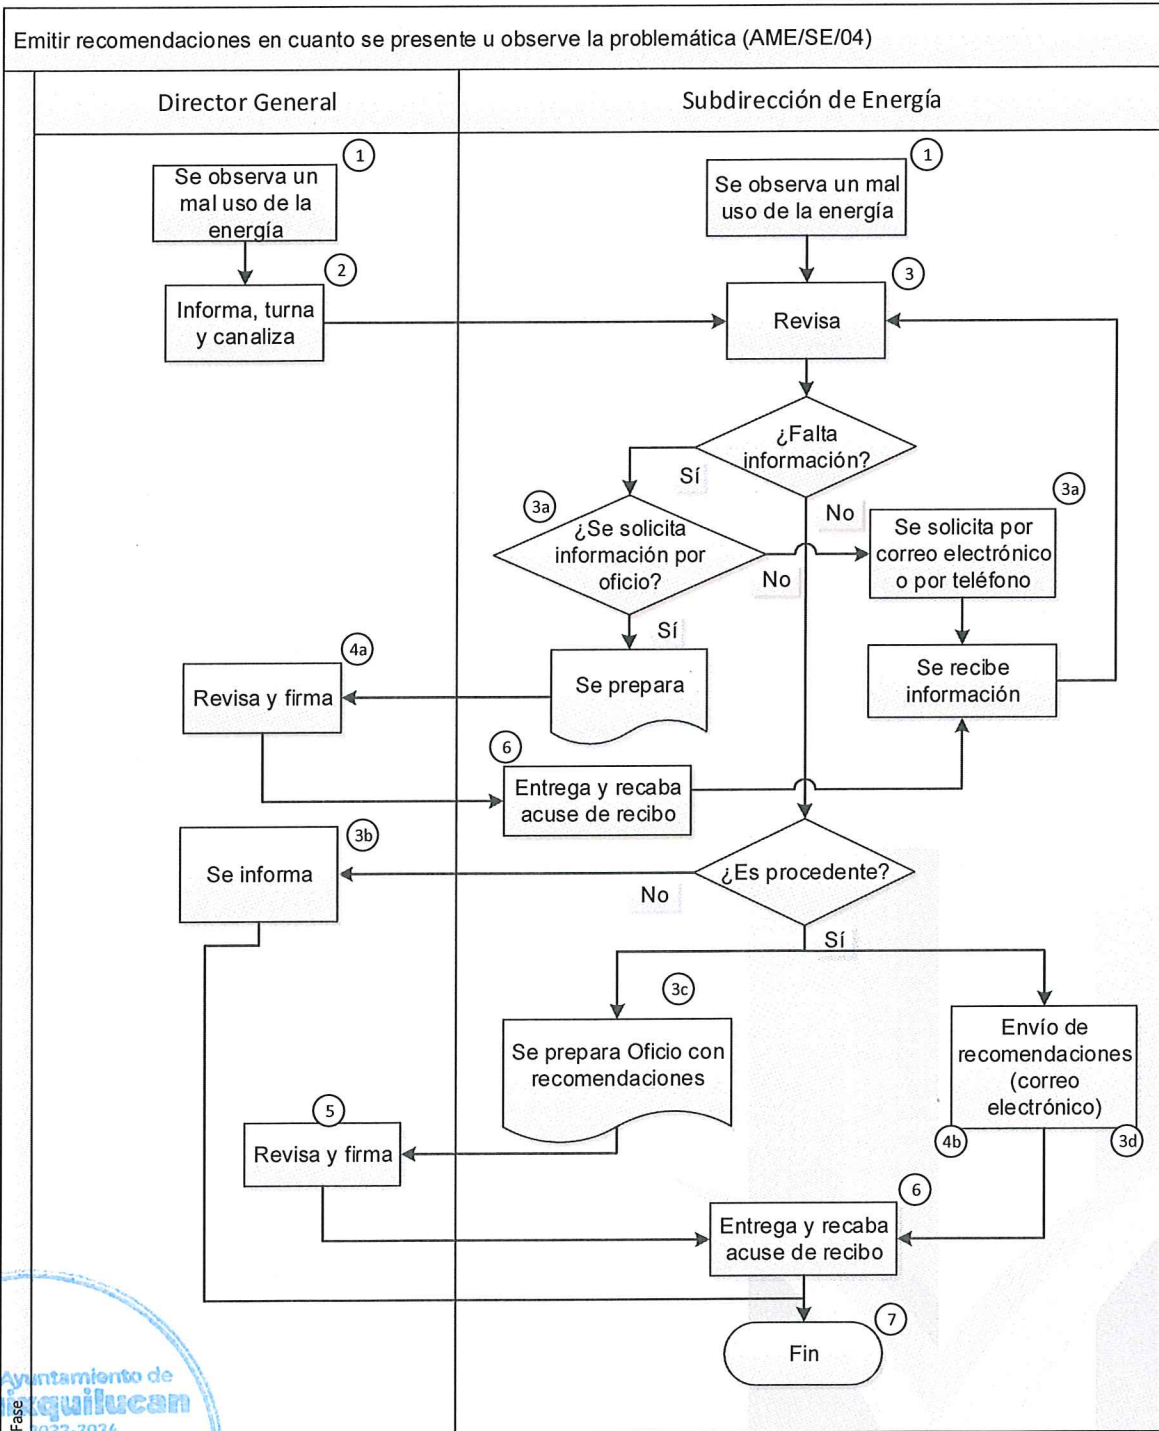 Emitir recomendaciones en cuanto se presente u observe la problemática (AME/SE/04)
Director General
Subdirección de Energía
1
Se observa un
mal uso de la
energía
1
Se observa un mal
uso de la energía
2
Informa, turna
y canaliza
3
Revisa
¿Falta
información?
Sí
No
3a
¿Se solicita
información por
oficio?
No
3a
Se solicita por
correo electrónico
o por teléfono
Sí
Se prepara
Se recibe
información
4a
Revisa y firma
6
Entrega y recaba
acuse de recibo
3b
Se informa
¿Es procedente?
No
Sí
3c
Se prepara Oficio con
recomendaciones
Envío de
recomendaciones
(correo
electrónico)
4b
3d
5
Revisa y firma
6
Entrega y recaba
acuse de recibo
7
Fin
Ayuntamiento de
2022-2024
Fase